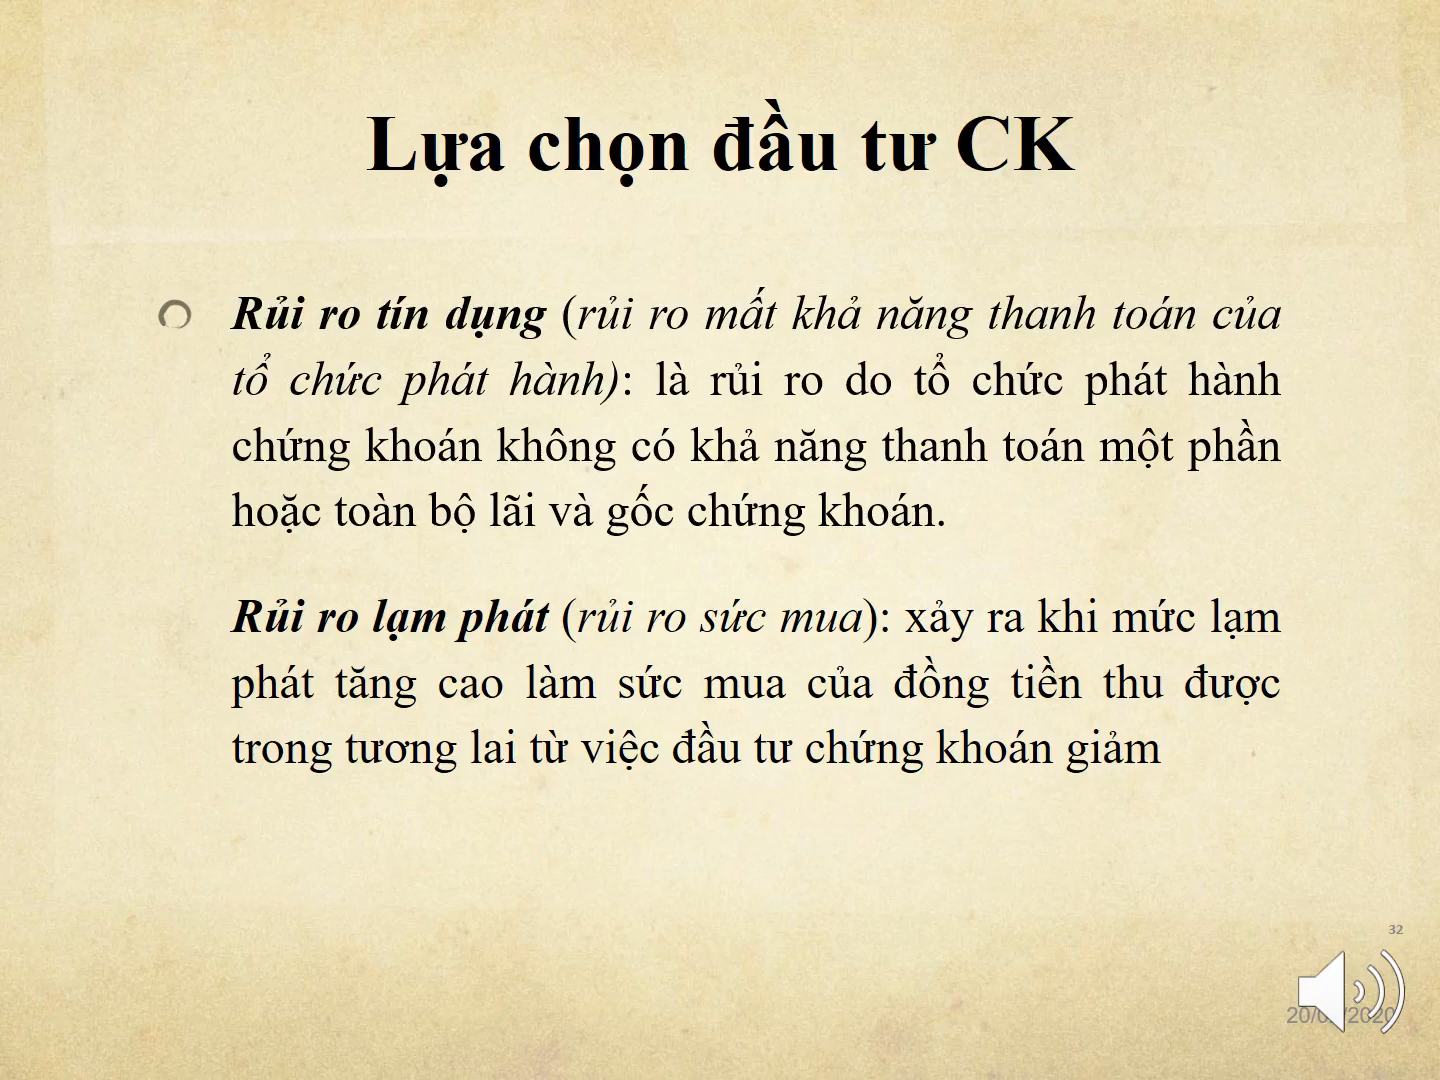 Lựa chọn đầu tư CK
Rủi ro tín dụng (rủi ro mất khả năng thanh toán của
tổ chức phát hành): là rủi ro do tổ chức phát hành
chứng khoán không có khả năng thanh toán một phần
hoặc toàn bộ lãi và gốc chứng khoán.
Rủi ro lạm phát (rủi ro sức mua): xảy ra khi mức lạm
phát tăng cao làm sức mua của đồng tiền thu được
trong tương lai từ việc đầu tư chứng khoán giảm
32